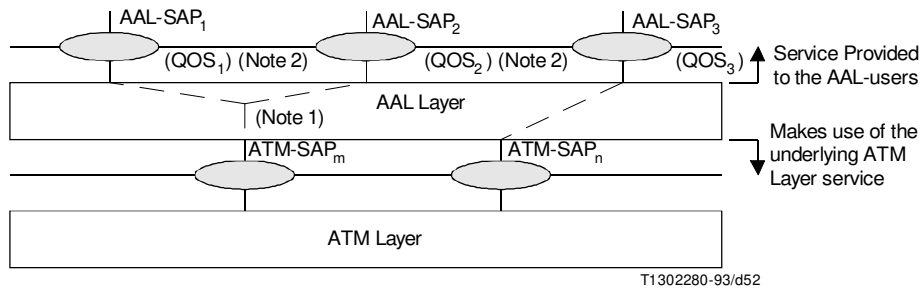 AAL-SAP1 AAL-SAP2 AAL-SAP3
(QOS1) (Note 2) (QOS2) (Note 2) (QOS3)
Service Provided
to the AAL-users
AAL Layer
(Note 1)
Makes use of the
underlying ATM
Layer service
ATM-SAPm ATM-SAPn
ATM Layer
T1302280-93/d52